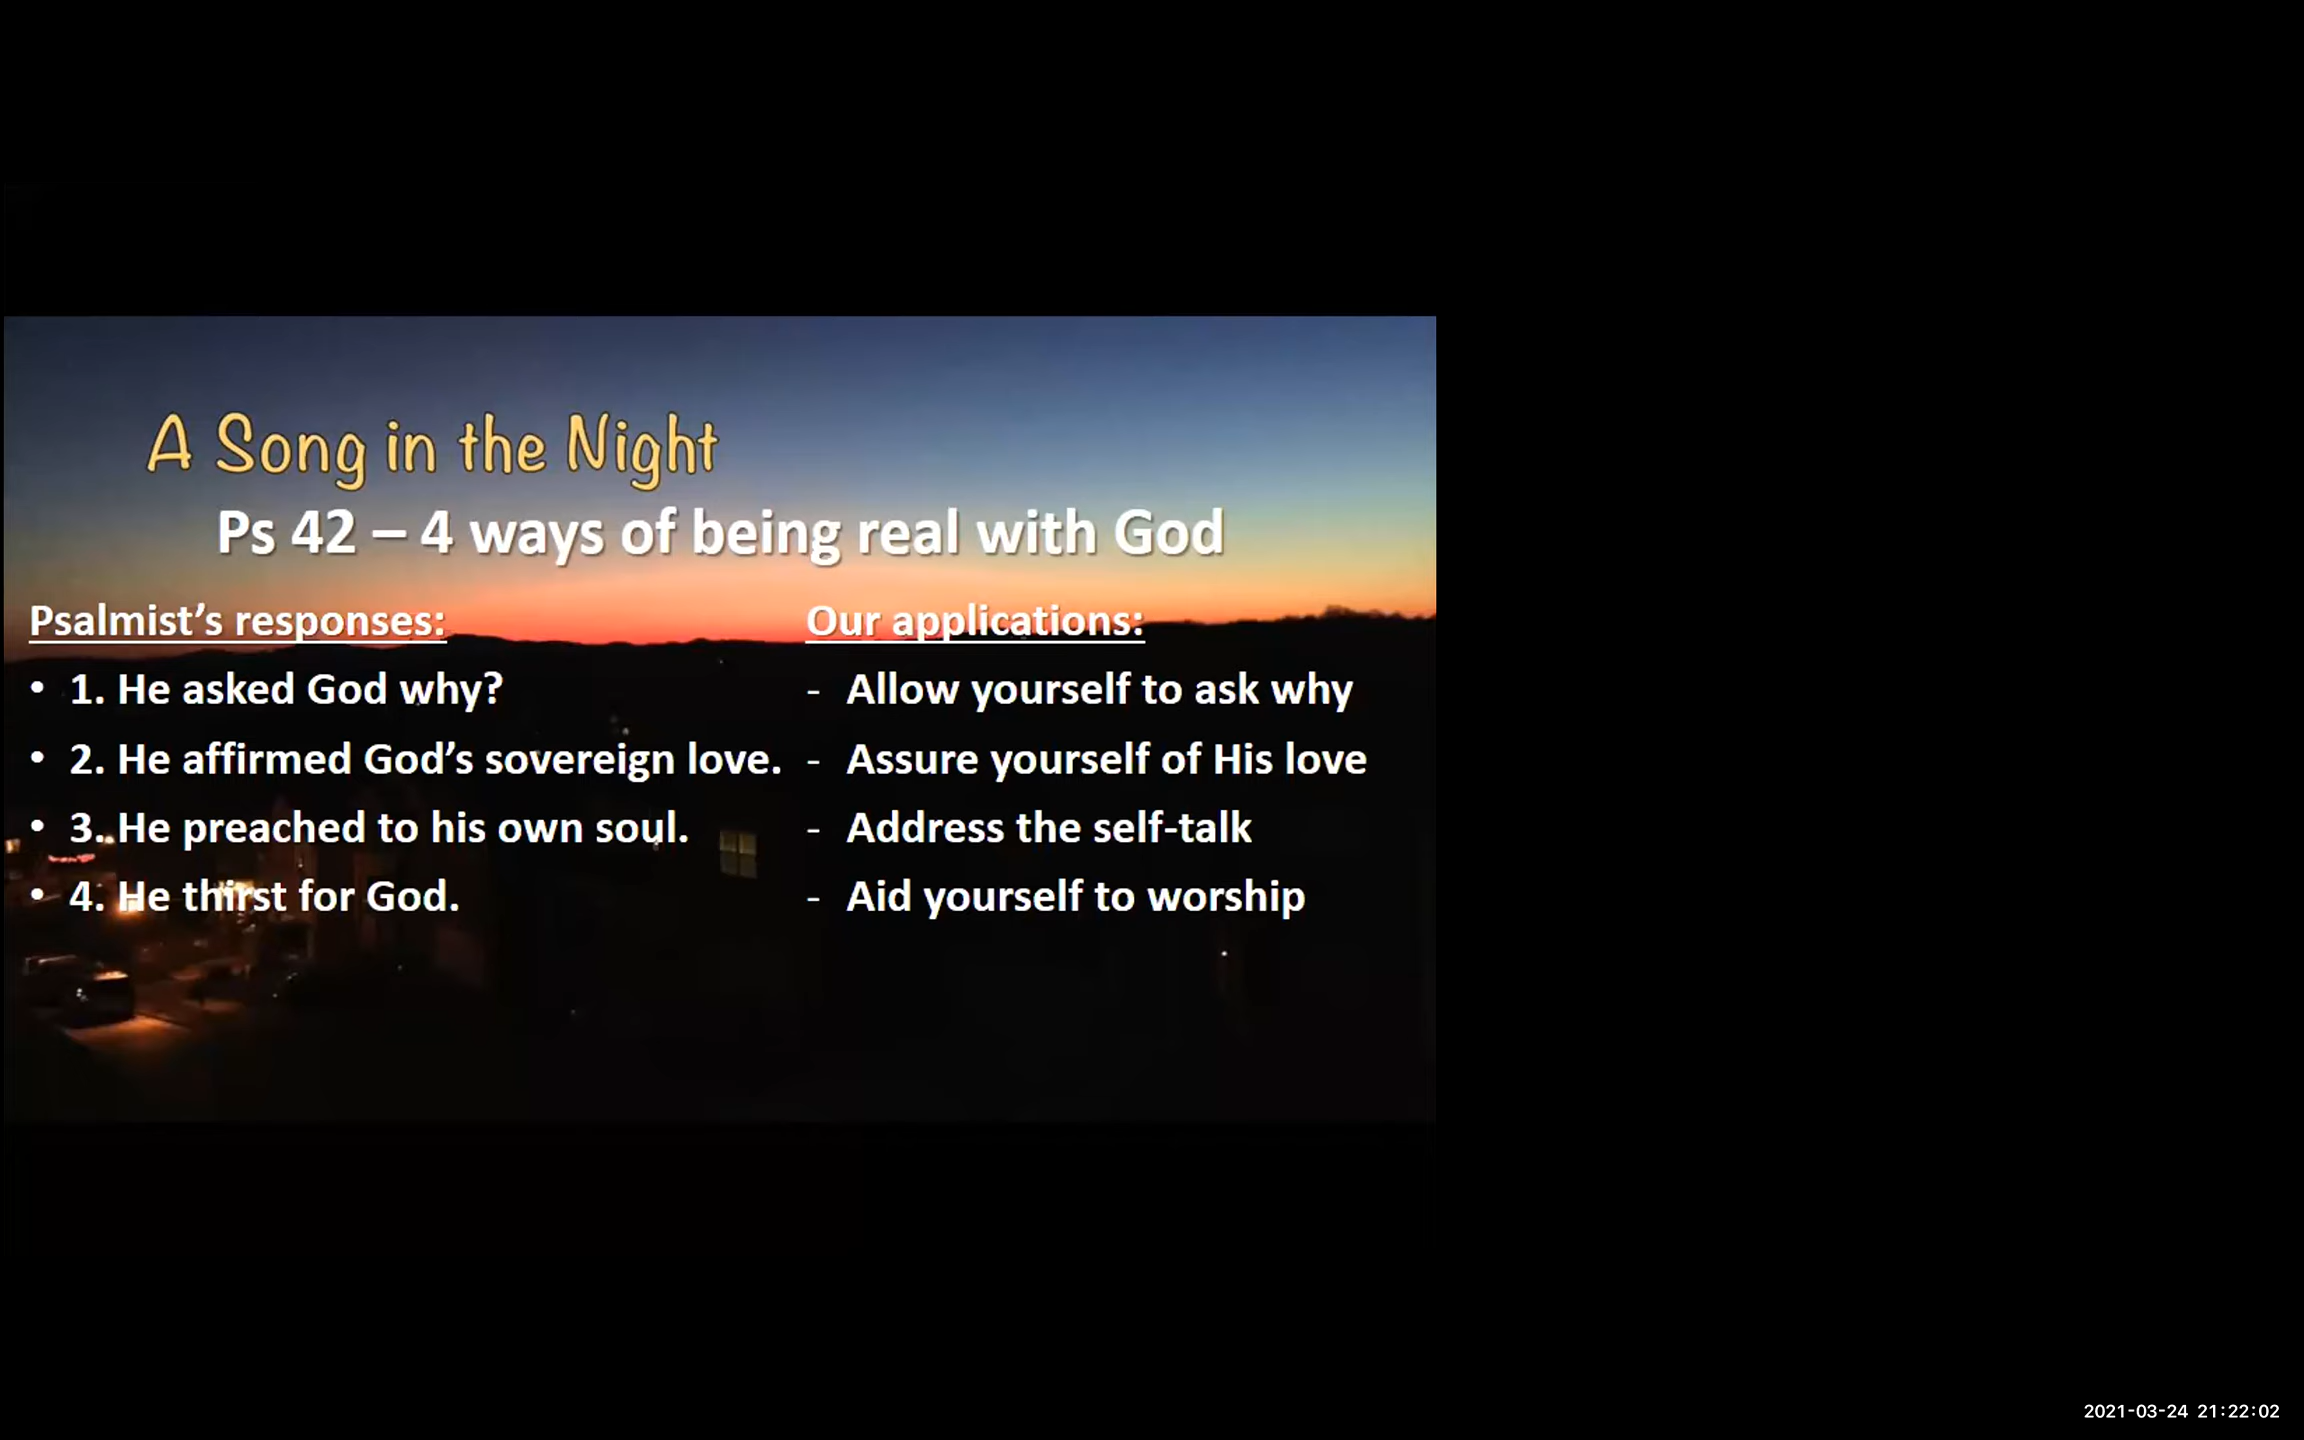 A Song in the Night
Ps 42 – 4 ways of being real with God
Psalmist’s responses:
• 1. He asked God why?
• 2. He affirmed God’s sovereign love.
• 3. He preached to his own soul.
• 4. He thirst for God.
Our applications:
- Allow yourself to ask why
- Assure yourself of His love
- Address the self-talk
- Aid yourself to worship
2021-03-24 21:22:02